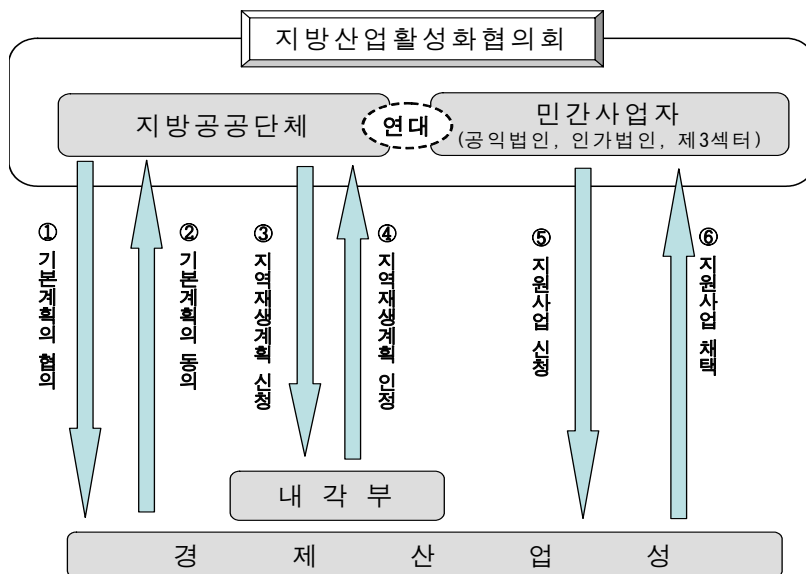 지방산업활성화협의회
지방공공단체
연대
민간사업자
(공익법인, 인가법인, 제3섹터)
① 기본계획의 협의
② 기본계획의 동의
③ 지역재생계획 신청
④ 지역재생계획 인정
⑤ 지원사업 신청
⑥ 지원사업 채택
내 각 부
경 제 산 업 성